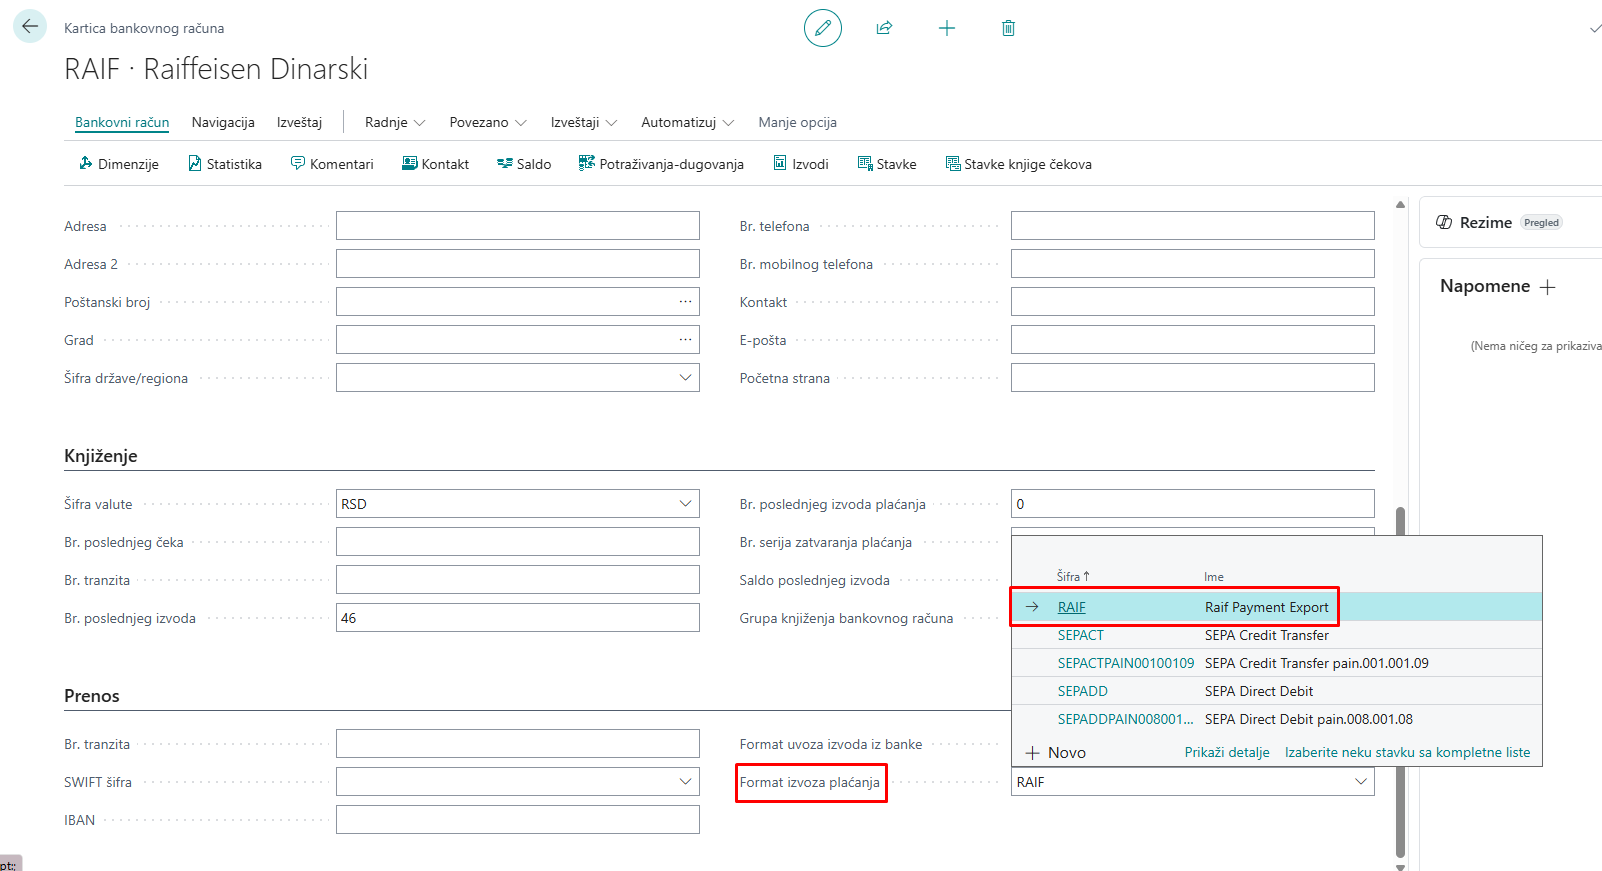 Kartica bankovnog računa
RAIF · Raiffeisen Dinarski
Bankovni račun Navigacija Izveštaj Radnje Povezano Izveštaji Automatizuj Manje opcija
Dimenzije Statistika Komentari Kontakt Saldo Potraživanja-dugovanja Izvodi Stavke Stavke knjige čekova
Adresa Br. telefona
Adresa 2 Br. mobilnog telefona
Poštanski broj ... Kontakt
Grad ... E-pošta
Šifra države/regiona Početna strana
Rezime Pregled
Napomene
(Nema ničeg za prikaziva
Knjiženje
Šifra valute RSD Br. poslednjeg izvoda plaćanja 0
Br. poslednjeg čeka Br. serija zatvaranja plaćanja
Br. tranzita Saldo poslednjeg izvoda
Br. poslednjeg izvoda 46 Grupa knjiženja bankovnog računa
Šifra ↑ Ime
RAIF Raif Payment Export
SEPACT SEPA Credit Transfer
SEPACTPAIN00100109 SEPA Credit Transfer pain.001.001.09
SEPADD SEPA Direct Debit
SEPADDPAIN008001... SEPA Direct Debit pain.008.001.08
Novo Prikaži detalje Izaberite neku stavku sa kompletne liste
Prenos
Br. tranzita Format uvoza izvoda iz banke
SWIFT šifra Format izvoza plaćanja RAIF
IBAN
pt:;